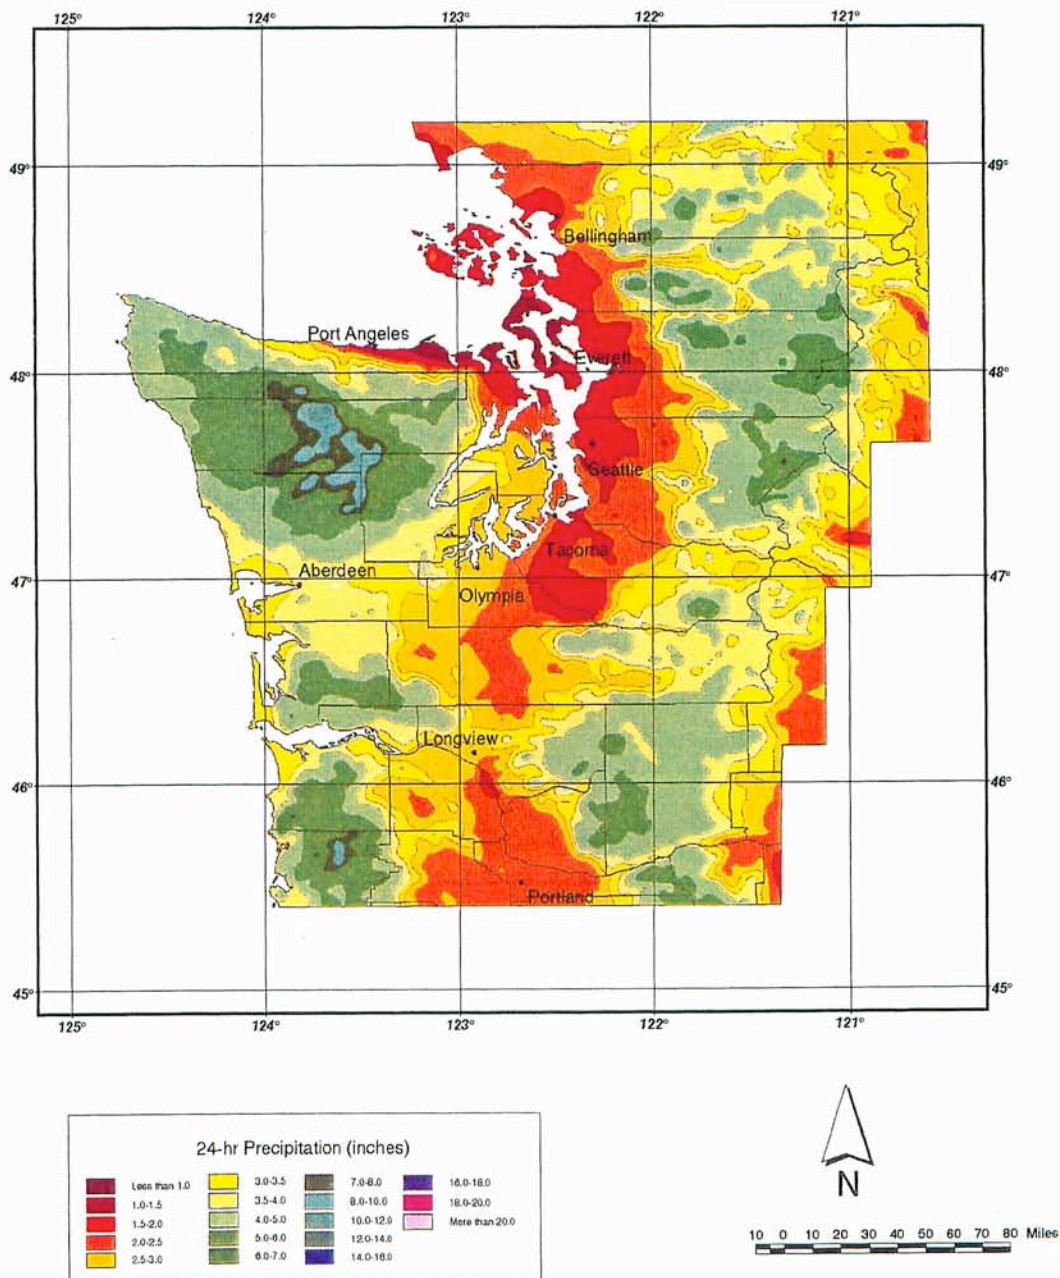 125° 124° 123° 122° 121°
49° 49°
Bellingham
Port Angeles
Everett
48° 48°
Seattle
Tacoma
Aberdeen
47° 47°
Olympia
Longview
46° 46°
Portland
45° 45°
125° 124° 123° 122° 121°
24-hr Precipitation (inches)
Less than 1.0 3.0-3.5 7.0-8.0 16.0-18.0
1.0-1.5 3.5-4.0 8.0-10.0 18.0-20.0
1.5-2.0 4.0-5.0 10.0-12.0 More than 20.0
2.0-2.5 5.0-6.0 12.0-14.0
2.5-3.0 6.0-7.0 14.0-16.0
N
10 0 10 20 30 40 50 60 70 80 Miles